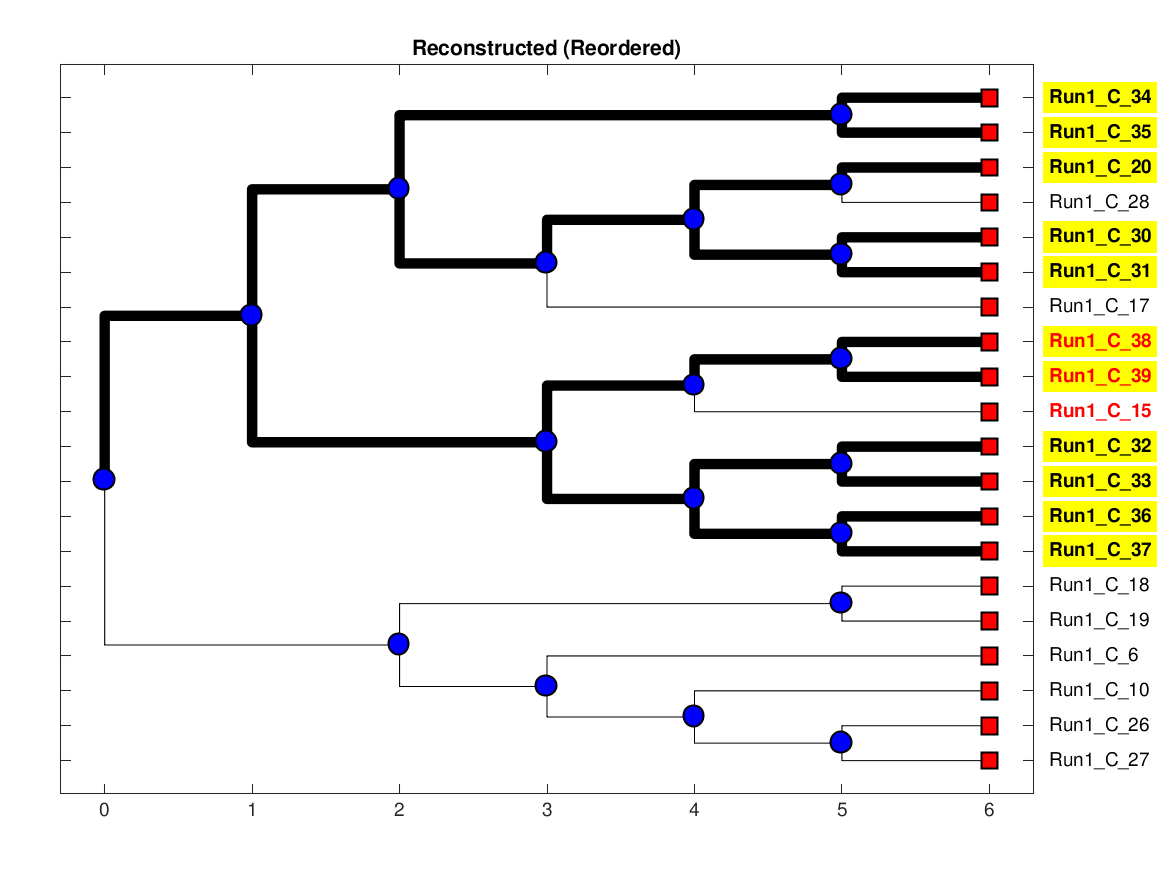 Reconstructed (Reordered)
Run1_C_34
Run1_C_35
Run1_C_20
Run1_C_28
Run1_C_30
Run1_C_31
Run1_C_17
Run1_C_38
Run1_C_39
Run1_C_15
Run1_C_32
Run1_C_33
Run1_C_36
Run1_C_37
Run1_C_18
Run1_C_19
Run1_C_6
Run1_C_10
Run1_C_26
Run1_C_27
0 1 2 3 4 5 6